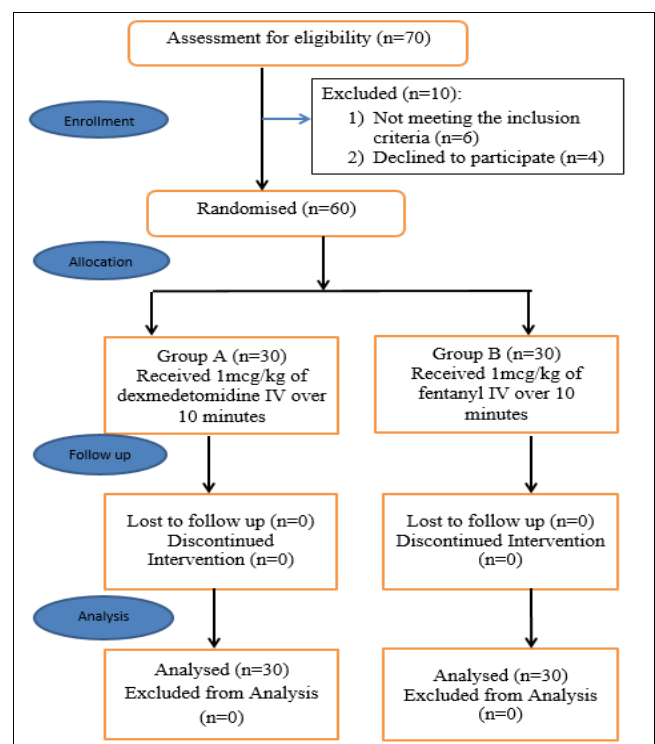 Assessment for eligibility (n=70)
Enrollment
Excluded (n=10):
1) Not meeting the inclusion
criteria (n=6)
2) Declined to participate (n=4)
Randomised (n=60)
Allocation
Group A (n=30)
Received 1mcg/kg of
dexmedetomidine IV over
10 minutes
Group B (n=30)
Received 1mcg/kg of
fentanyl IV over 10
minutes
Follow up
Lost to follow up (n=0)
Discontined
Intervention (n=0)
Lost to follow up (n=0)
Discontined Intervention
(n=0)
Analysis
Analysed (n=30)
Excluded from Analysis
(n=0)
Analysed (n=30)
Excluded from Analysis
(n=0)